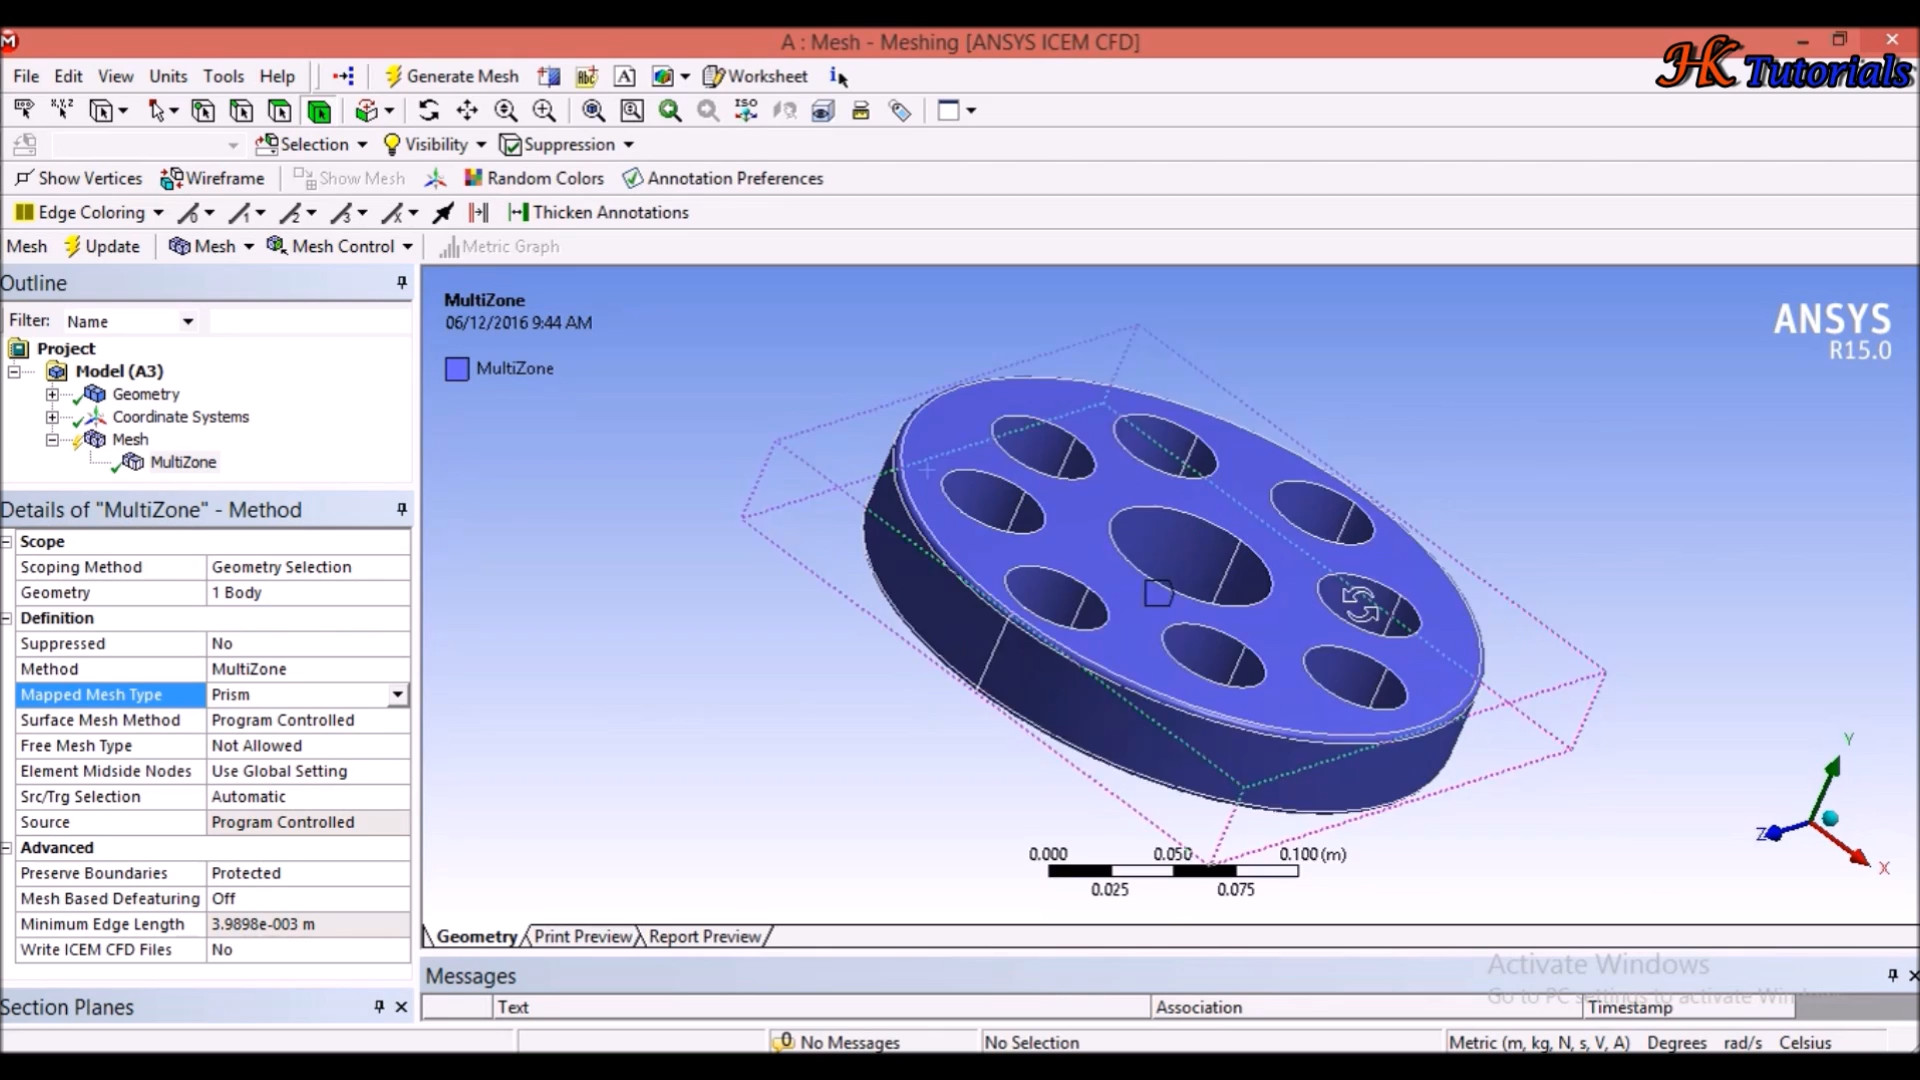 A : Mesh - Meshing [ANSYS ICEM CFD]
HK Tutorials
File Edit View Units Tools Help Generate Mesh Worksheet
Selection Visibility Suppression
Show Vertices Wireframe Show Mesh Random Colors Annotation Preferences
Edge Coloring Thicken Annotations
Mesh Update Mesh Mesh Control Metric Graph
Outline
Filter: Name
Project
Model (A3)
Geometry
Coordinate Systems
Mesh
MultiZone
Details of "MultiZone" - Method
Scope
Scoping Method Geometry Selection
Geometry 1 Body
Definition
Suppressed No
Method MultiZone
Mapped Mesh Type Prism
Surface Mesh Method Program Controlled
Free Mesh Type Not Allowed
Element Midside Nodes Use Global Setting
Src/Trg Selection Automatic
Source Program Controlled
Advanced
Preserve Boundaries Protected
Mesh Based Defeaturing Off
Minimum Edge Length 3.9898e-003 m
Write ICEM CFD Files No
Section Planes
MultiZone
06/12/2016 9:44 AM
MultiZone
ANSYS
R15.0
Y
Z
X
0.000 0.050 0.100 (m)
0.025 0.075
Geometry Print Preview Report Preview
Activate Windows
Go to PC settings to activate Win
Messages
Text Association Timestamp
No Messages No Selection Metric (m, kg, N, s, V, A) Degrees rad/s Celsius